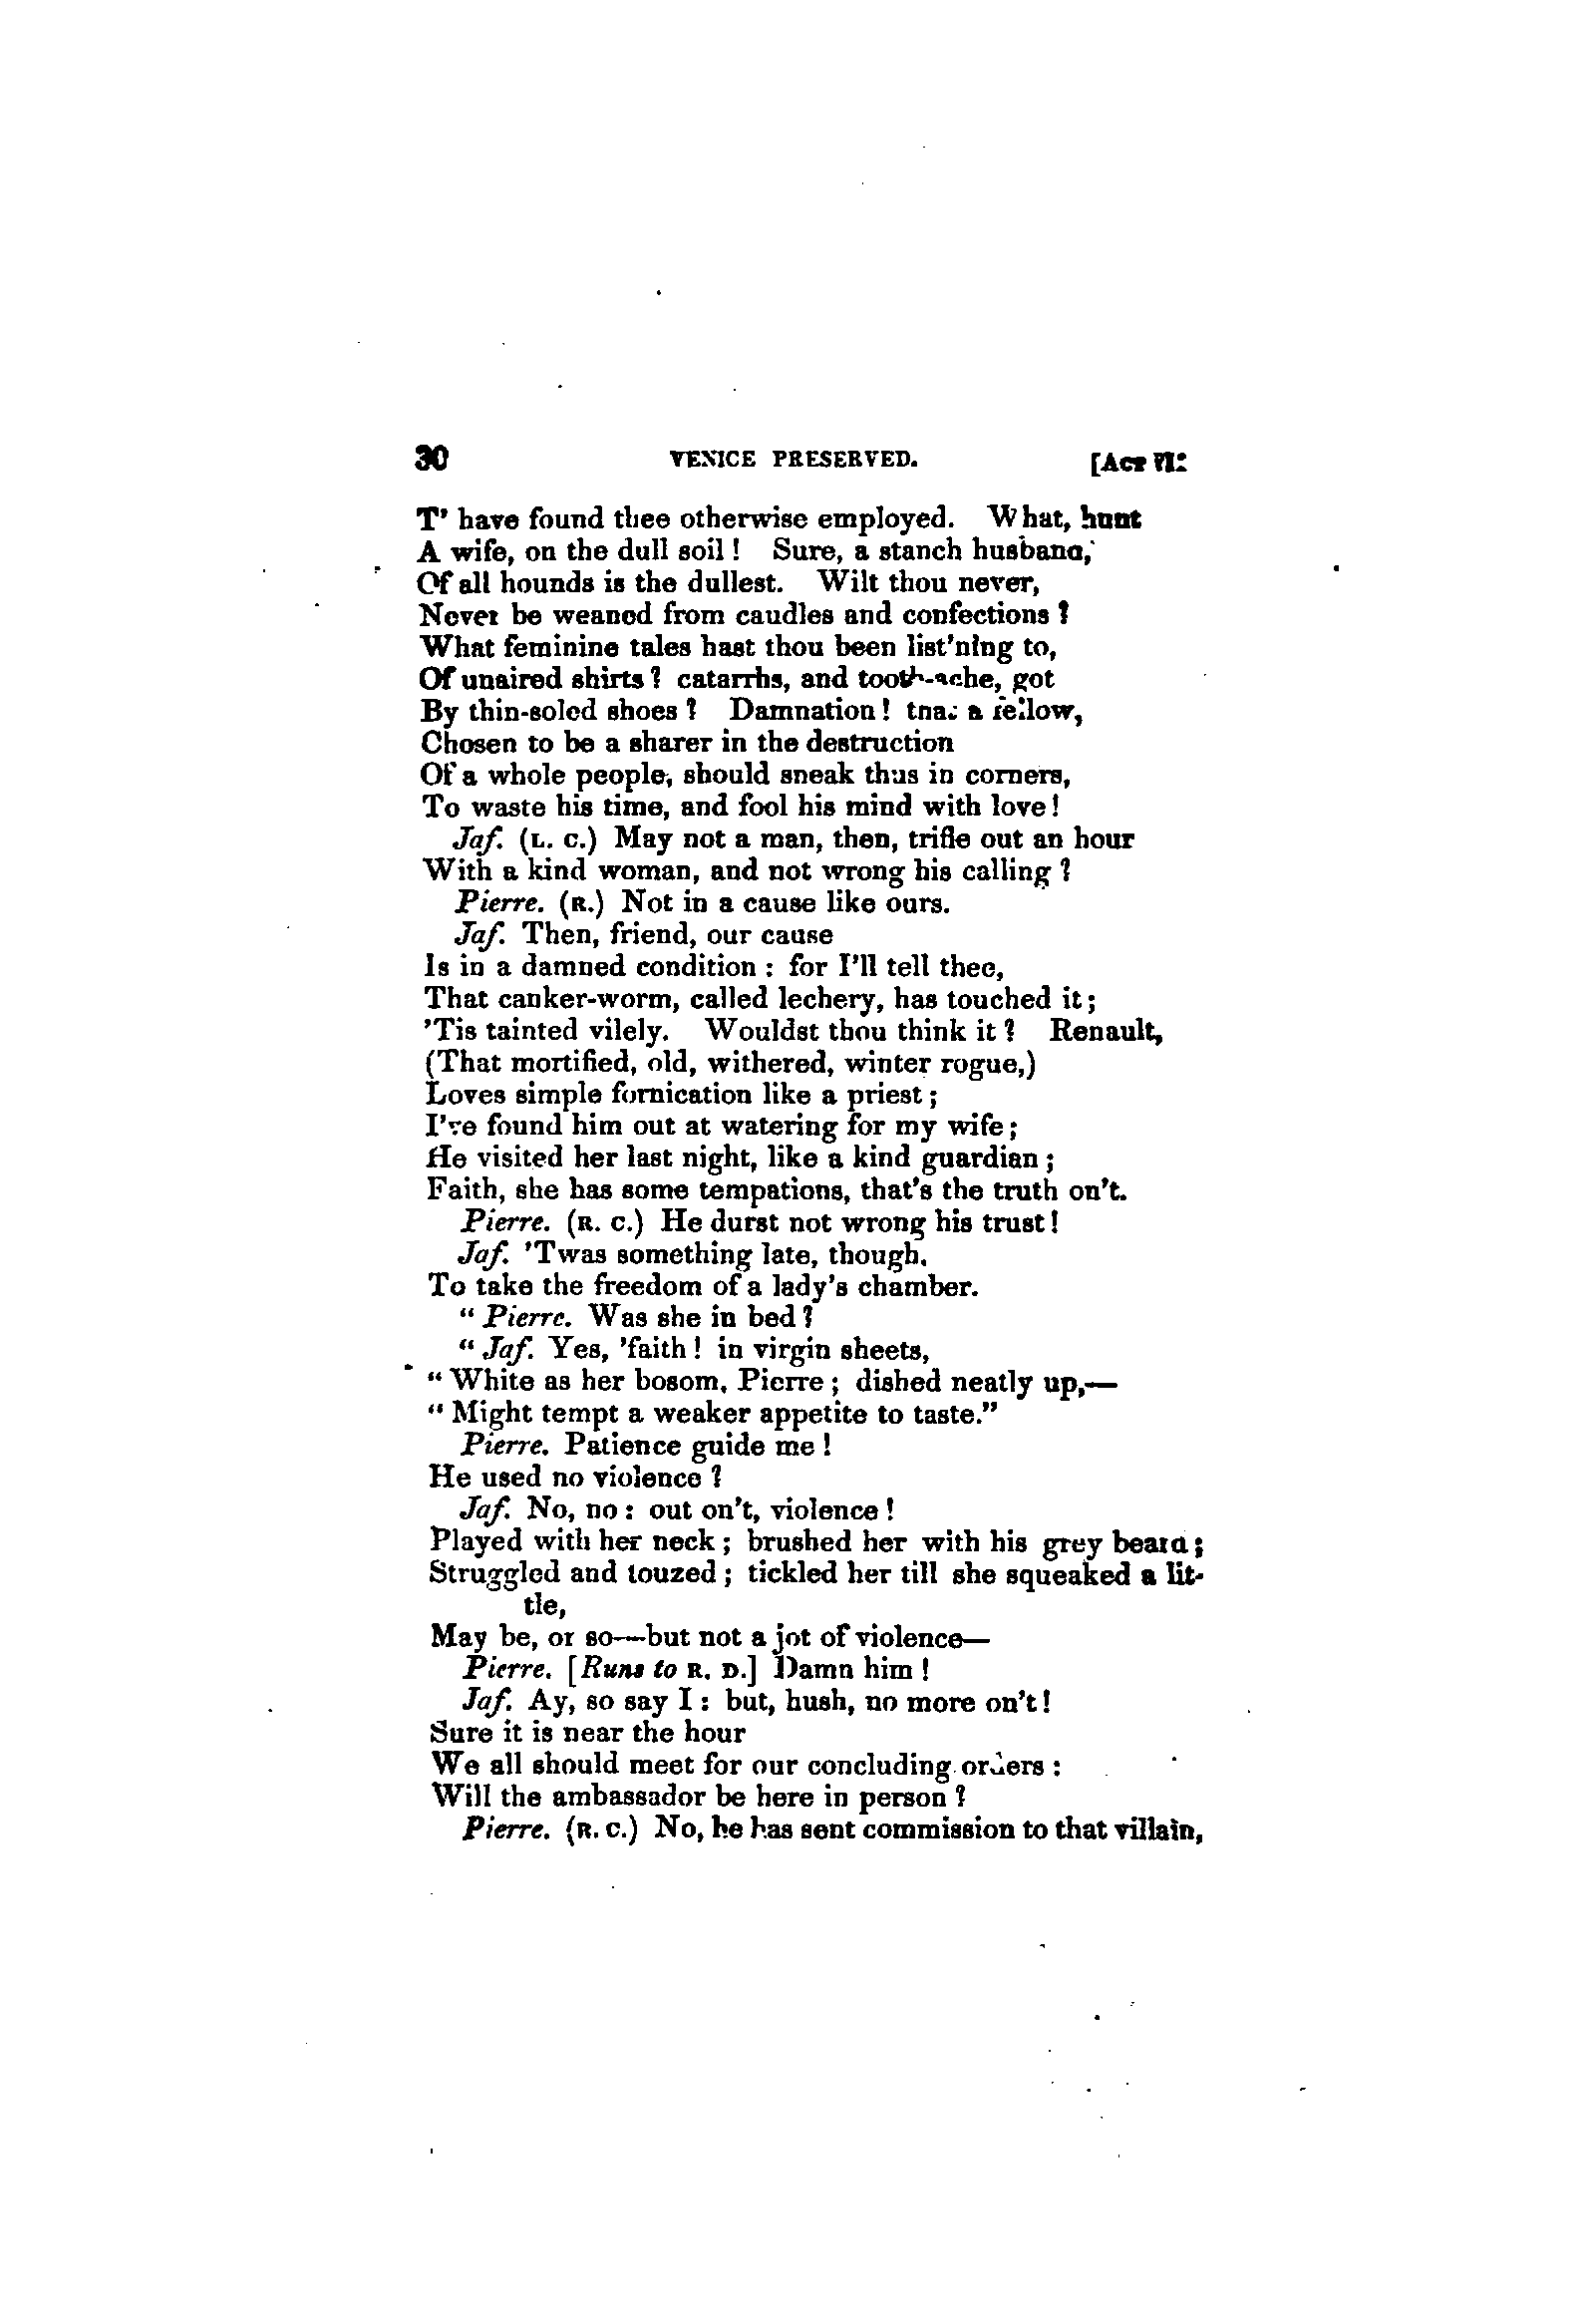 30 VENICE PRESERVED. [Act III
T' have found thee otherwise employed. What, hunt
A wife, on the dull soil! Sure, a stanch husband,
Of all hounds is the dullest. Wilt thou never,
Never be weaned from caudles and confections?
What feminine tales hast thou been list'ning to,
Of unaired shirts? catarrhs, and tooth-ache, got
By thin-soled shoes? Damnation! that a fellow,
Chosen to be a sharer in the destruction
Of a whole people, should sneak thus in corners,
To waste his time, and fool his mind with love!
Jaf. (L. C.) May not a man, then, trifle out an hour
With a kind woman, and not wrong his calling?
Pierre. (R.) Not in a cause like ours.
Jaf. Then, friend, our cause
Is in a damned condition: for I'll tell thee,
That canker-worm, called lechery, has touched it;
'Tis tainted vilely. Wouldst thou think it? Renault,
(That mortified, old, withered, winter rogue,)
Loves simple fornication like a priest;
I've found him out at watering for my wife;
He visited her last night, like a kind guardian;
Faith, she has some tempations, that's the truth on't.
Pierre. (R. C.) He durst not wrong his trust!
Jaf. 'Twas something late, though.
To take the freedom of a lady's chamber.
" Pierre. Was she in bed?
" Jaf. Yes, 'faith! in virgin sheets,
" White as her bosom, Pierre; dished neatly up,—
" Might tempt a weaker appetite to taste."
Pierre. Patience guide me!
He used no violence?
Jaf. No, no: out on't, violence!
Played with her neck; brushed her with his grey beard;
Struggled and touzed; tickled her till she squeaked a lit-
tle,
May be, or so—but not a jot of violence—
Pierre. [Runs to R. D.] Damn him!
Jaf. Ay, so say I: but, hush, no more on't!
Sure it is near the hour
We all should meet for our concluding orders:
Will the ambassador be here in person?
Pierre. (R. C.) No, he has sent commission to that villain,